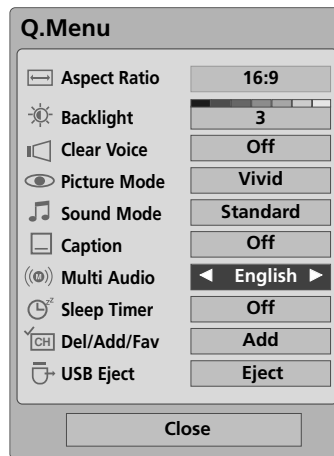 Q.Menu
Aspect Ratio 16:9
Backlight 3
Clear Voice Off
Picture Mode Vivid
Sound Mode Standard
Caption Off
Multi Audio ◀ English ▶
Sleep Timer Off
CH Del/Add/Fav Add
USB Eject Eject
Close